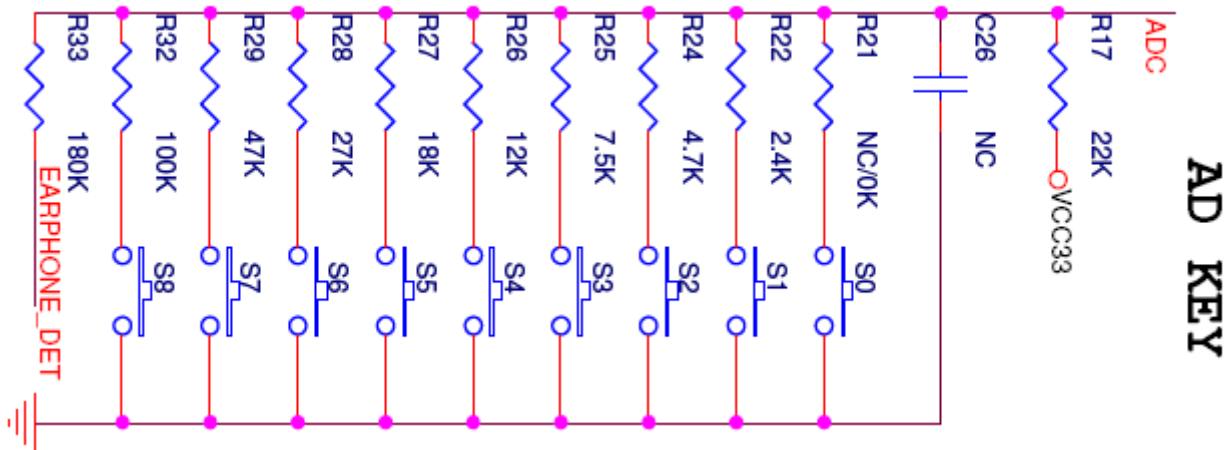 AD KEY
ADC
R17 22K
VCC33
C26 NC
R21 NC/0K
S0
R22 2.4K
S1
R24 4.7K
S2
R25 7.5K
S3
R26 12K
S4
R27 18K
S5
R28 27K
S6
R29 47K
S7
R32 100K
S8
R33 180K
EARPHONE_DET